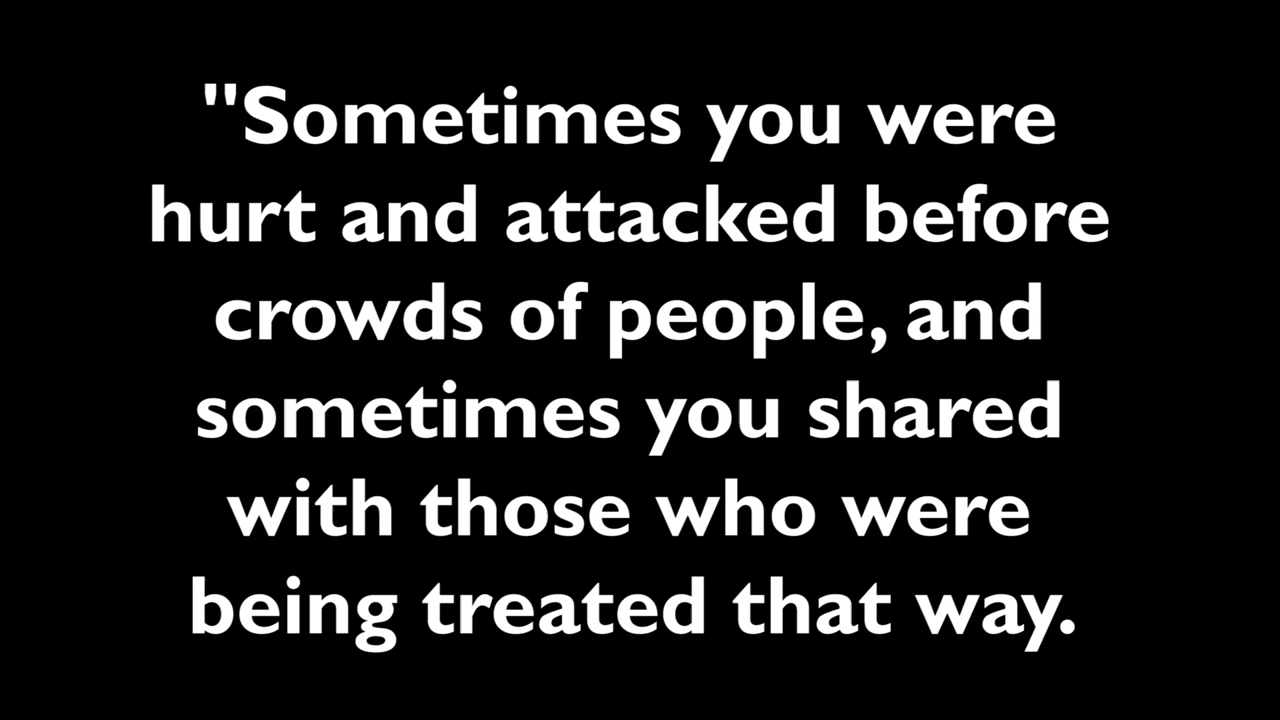 "Sometimes you were
hurt and attacked before
crowds of people, and
sometimes you shared
with those who were
being treated that way.